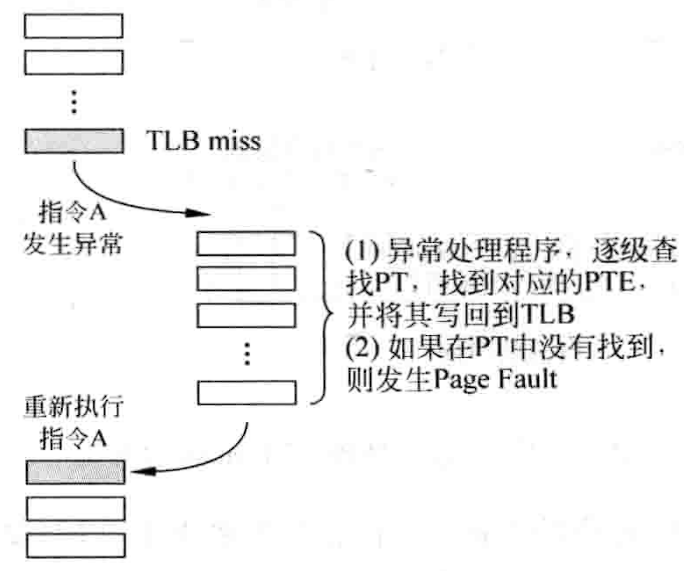 TLB miss
指令A
发生异常
(1) 异常处理程序，逐级查
找PT，找到对应的PTE，
并将其写回到TLB
(2) 如果在PT中没有找到，
则发生Page Fault
重新执行
指令A